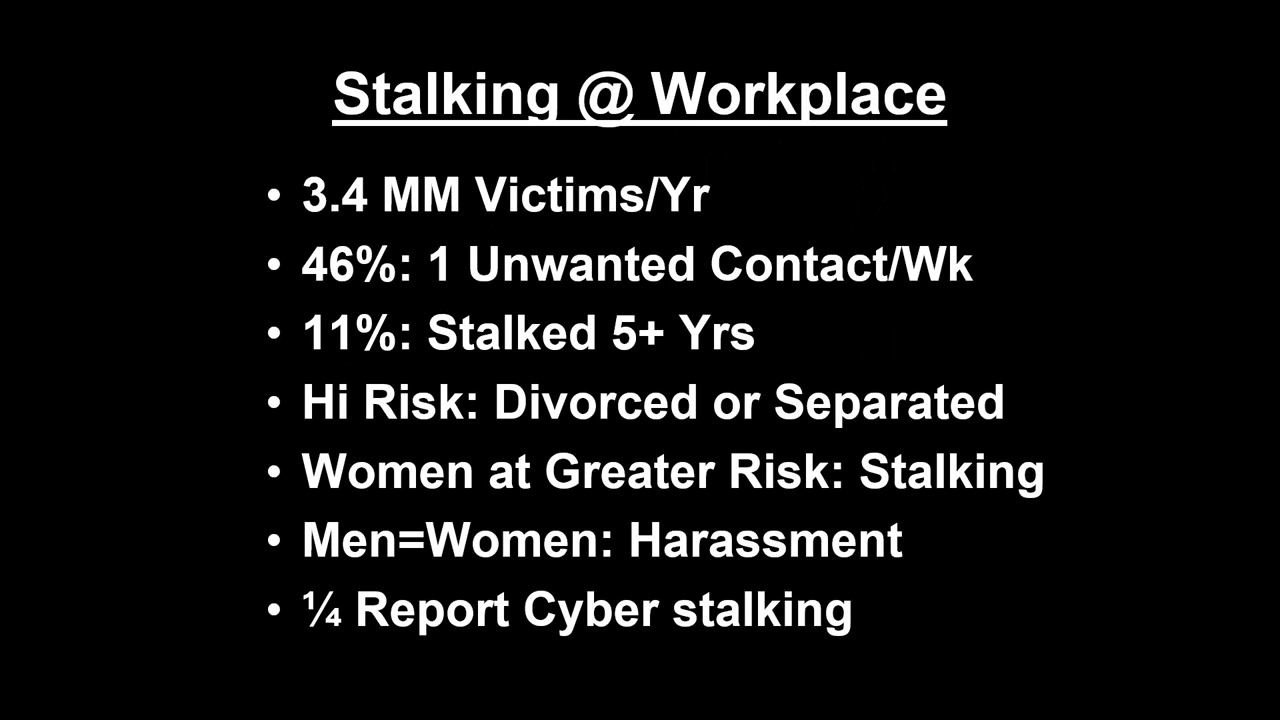 Stalking @ Workplace
• 3.4 MM Victims/Yr
• 46%: 1 Unwanted Contact/Wk
• 11%: Stalked 5+ Yrs
• Hi Risk: Divorced or Separated
• Women at Greater Risk: Stalking
• Men=Women: Harassment
• ¼ Report Cyber stalking